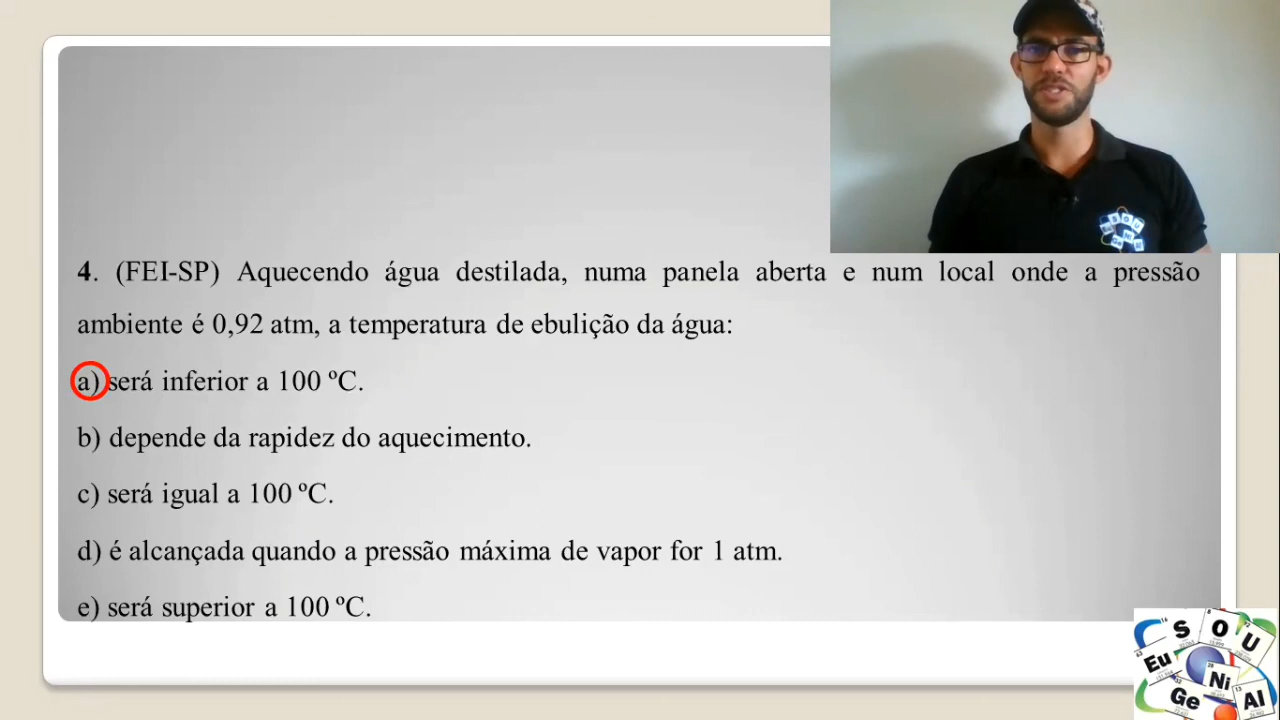 4. (FEI-SP) Aquecendo água destilada, numa panela aberta e num local onde a pressão
ambiente é 0,92 atm, a temperatura de ebulição da água:
a) será inferior a 100 ºC.
b) depende da rapidez do aquecimento.
c) será igual a 100 ºC.
d) é alcançada quando a pressão máxima de vapor for 1 atm.
e) será superior a 100 ºC.
S O U
Eu Ni
Ge Al